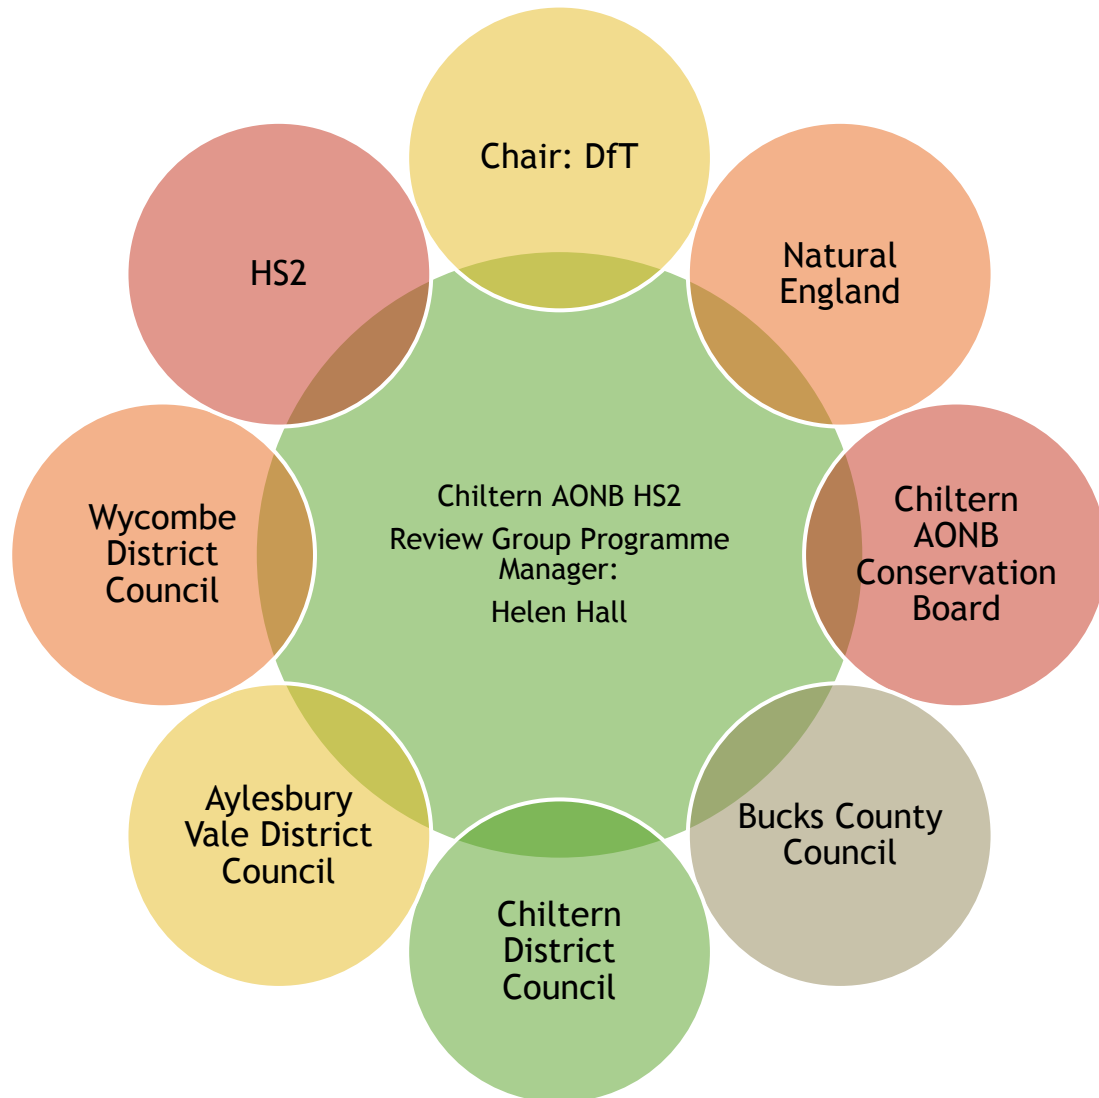 Chair: DfT
Natural
England
Chiltern
AONB
Conservation
Board
Bucks County
Council
Chiltern
District
Council
Aylesbury
Vale District
Council
Wycombe
District
Council
HS2
Chiltern AONB HS2
Review Group Programme
Manager:
Helen Hall